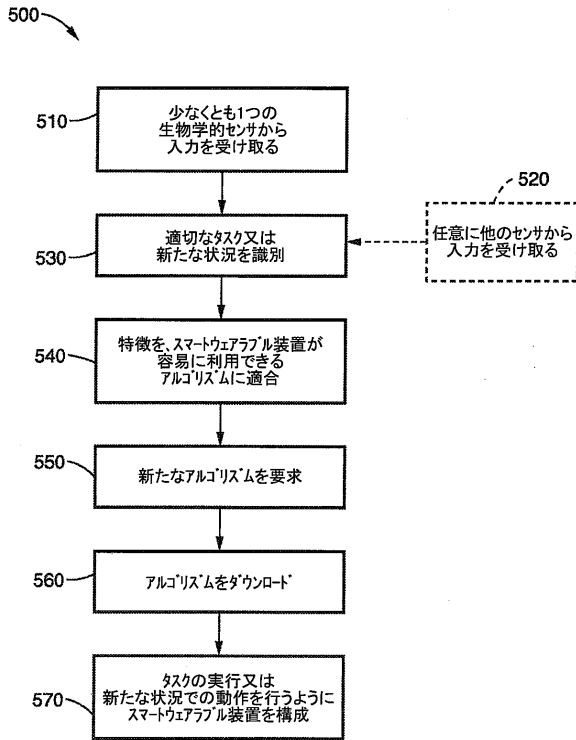 500
510
少なくとも1つの
生物学的センサから
入力を受け取る
520
任意に他のセンサから
入力を受け取る
530
適切なタスク又は
新たな状況を識別
540
特徴を、スマートウェアラブル装置が
容易に利用できる
アルゴリズムに適合
550
新たなアルゴリズムを要求
560
アルゴリズムをダウンロード
570
タスクの実行又は
新たな状況での動作を行うように
スマートウェアラブル装置を構成